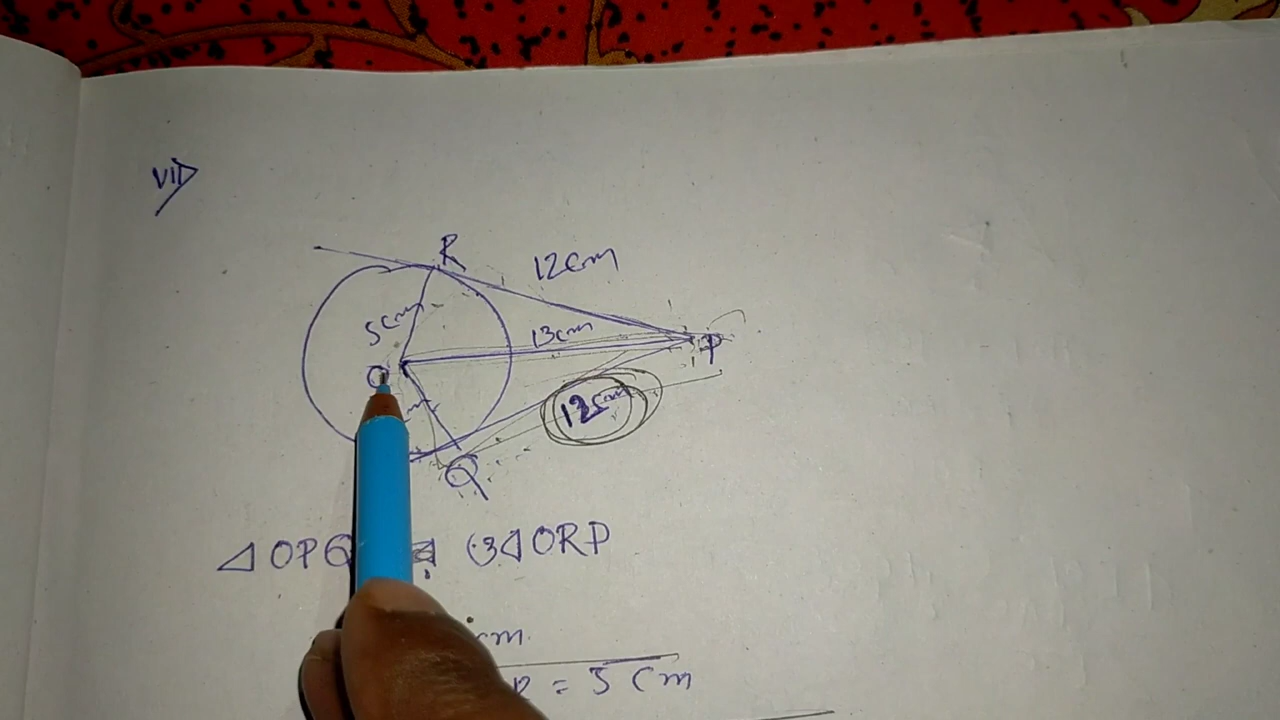 VII)
R
12cm
5cm
13cm
P
O
12cm
Q
△OPQ ও △ORP
cm.
= 5 cm